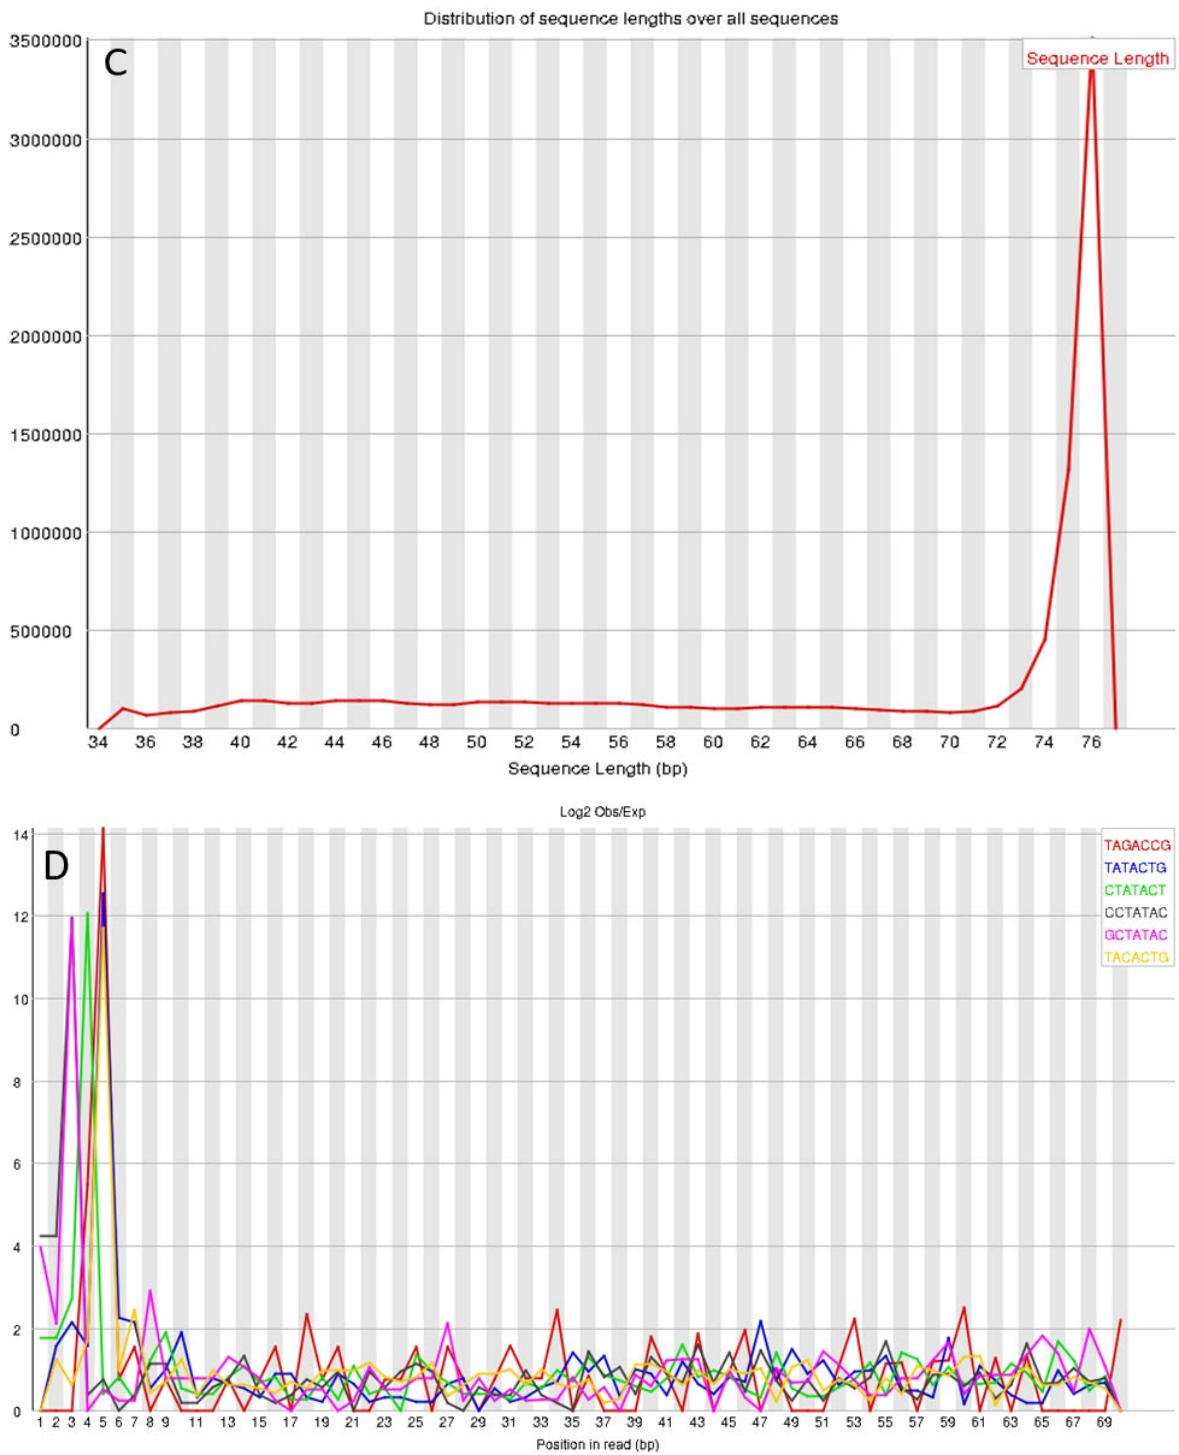 Distribution of sequence lengths over all sequences
C
Sequence Length
3500000
3000000
2500000
2000000
1500000
1000000
500000
0
34 36 38 40 42 44 46 48 50 52 54 56 58 60 62 64 66 68 70 72 74 76
Sequence Length (bp)
Log2 Obs/Exp
D
TAGACCG
TATACTG
CTATACT
CCTATAC
GCTATAC
TACACTG
14
12
10
8
6
4
2
0
1 2 3 4 5 6 7 8 9 11 13 15 17 19 21 23 25 27 29 31 33 35 37 39 41 43 45 47 49 51 53 55 57 59 61 63 65 67 69
Position in read (bp)